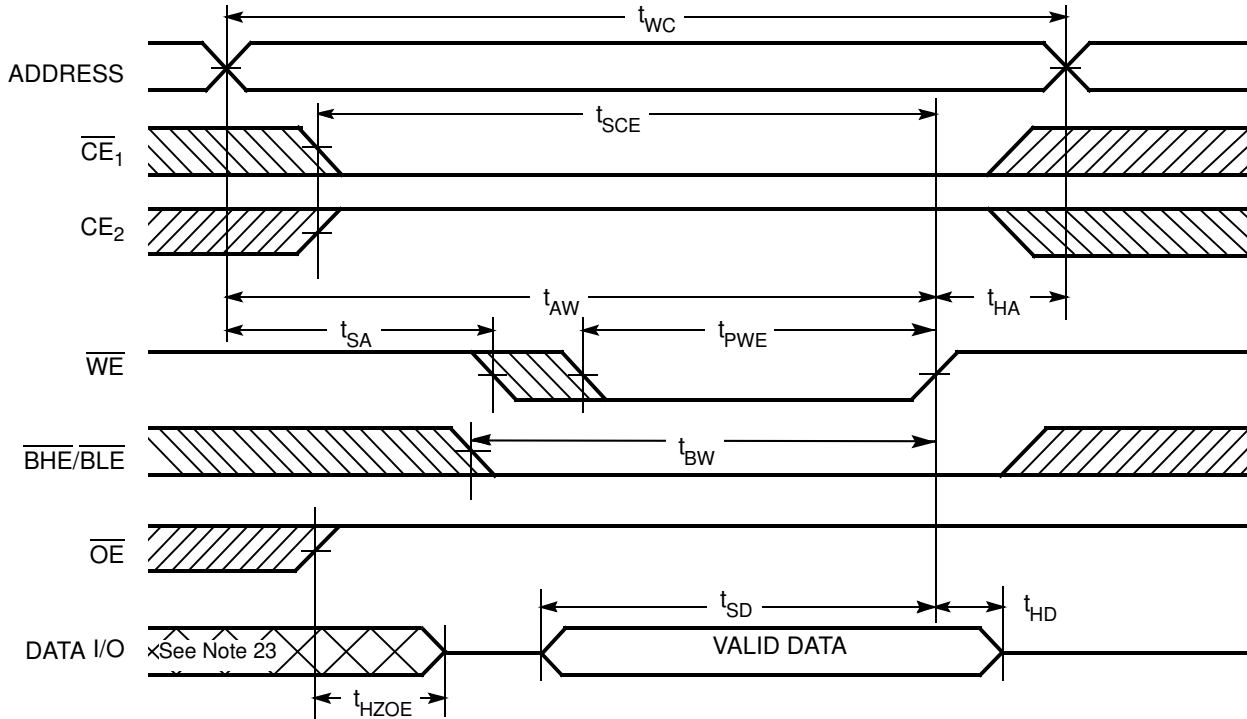 tWC
ADDRESS
tSCE
CE1
CE2
tAW
tHA
tSA
tPWE
WE
BHE/BLE
tBW
OE
tSD
tHD
DATA I/O
See Note 23
VALID DATA
tHZOE